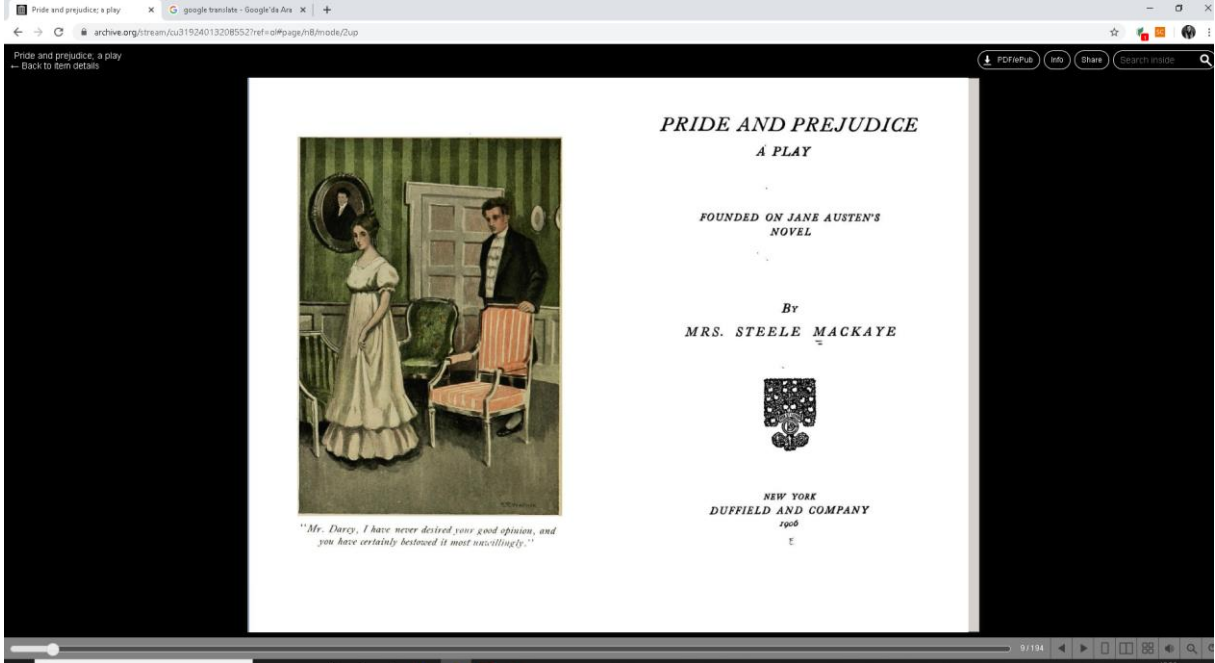 Pride and prejudice; a play
google translate - Google'da Ara
archive.org/stream/cu31924013208552?ref=ol#page/n8/mode/2up
Pride and prejudice; a play
← Back to item details
PDF/ePub
Info
Share
Search inside
"Mr. Darcy, I have never desired your good opinion, and
you have certainly bestowed it most unwillingly."
PRIDE AND PREJUDICE
A PLAY
FOUNDED ON JANE AUSTEN'S
NOVEL
By
MRS. STEELE MACKAYE
NEW YORK
DUFFIELD AND COMPANY
1906
9/194